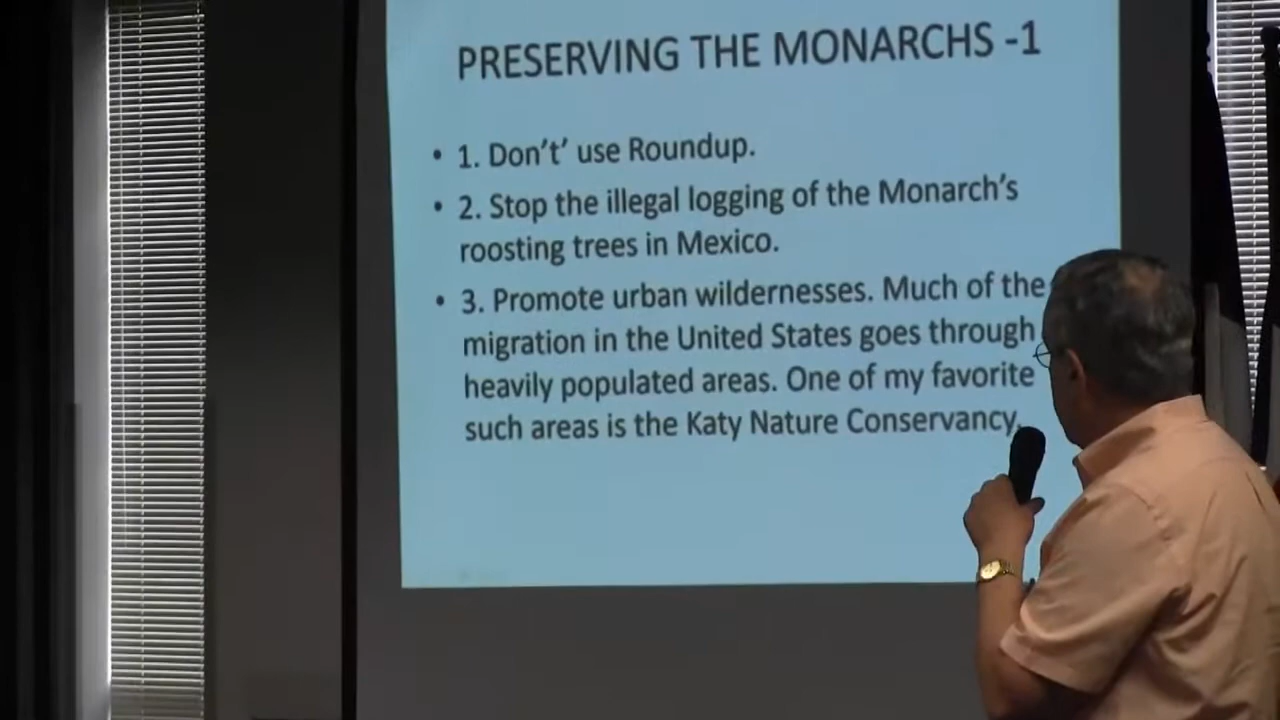 PRESERVING THE MONARCHS -1
• 1. Don't' use Roundup.
• 2. Stop the illegal logging of the Monarch's
roosting trees in Mexico.
• 3. Promote urban wildernesses. Much of the
migration in the United States goes through
heavily populated areas. One of my favorite
such areas is the Katy Nature Conservancy.